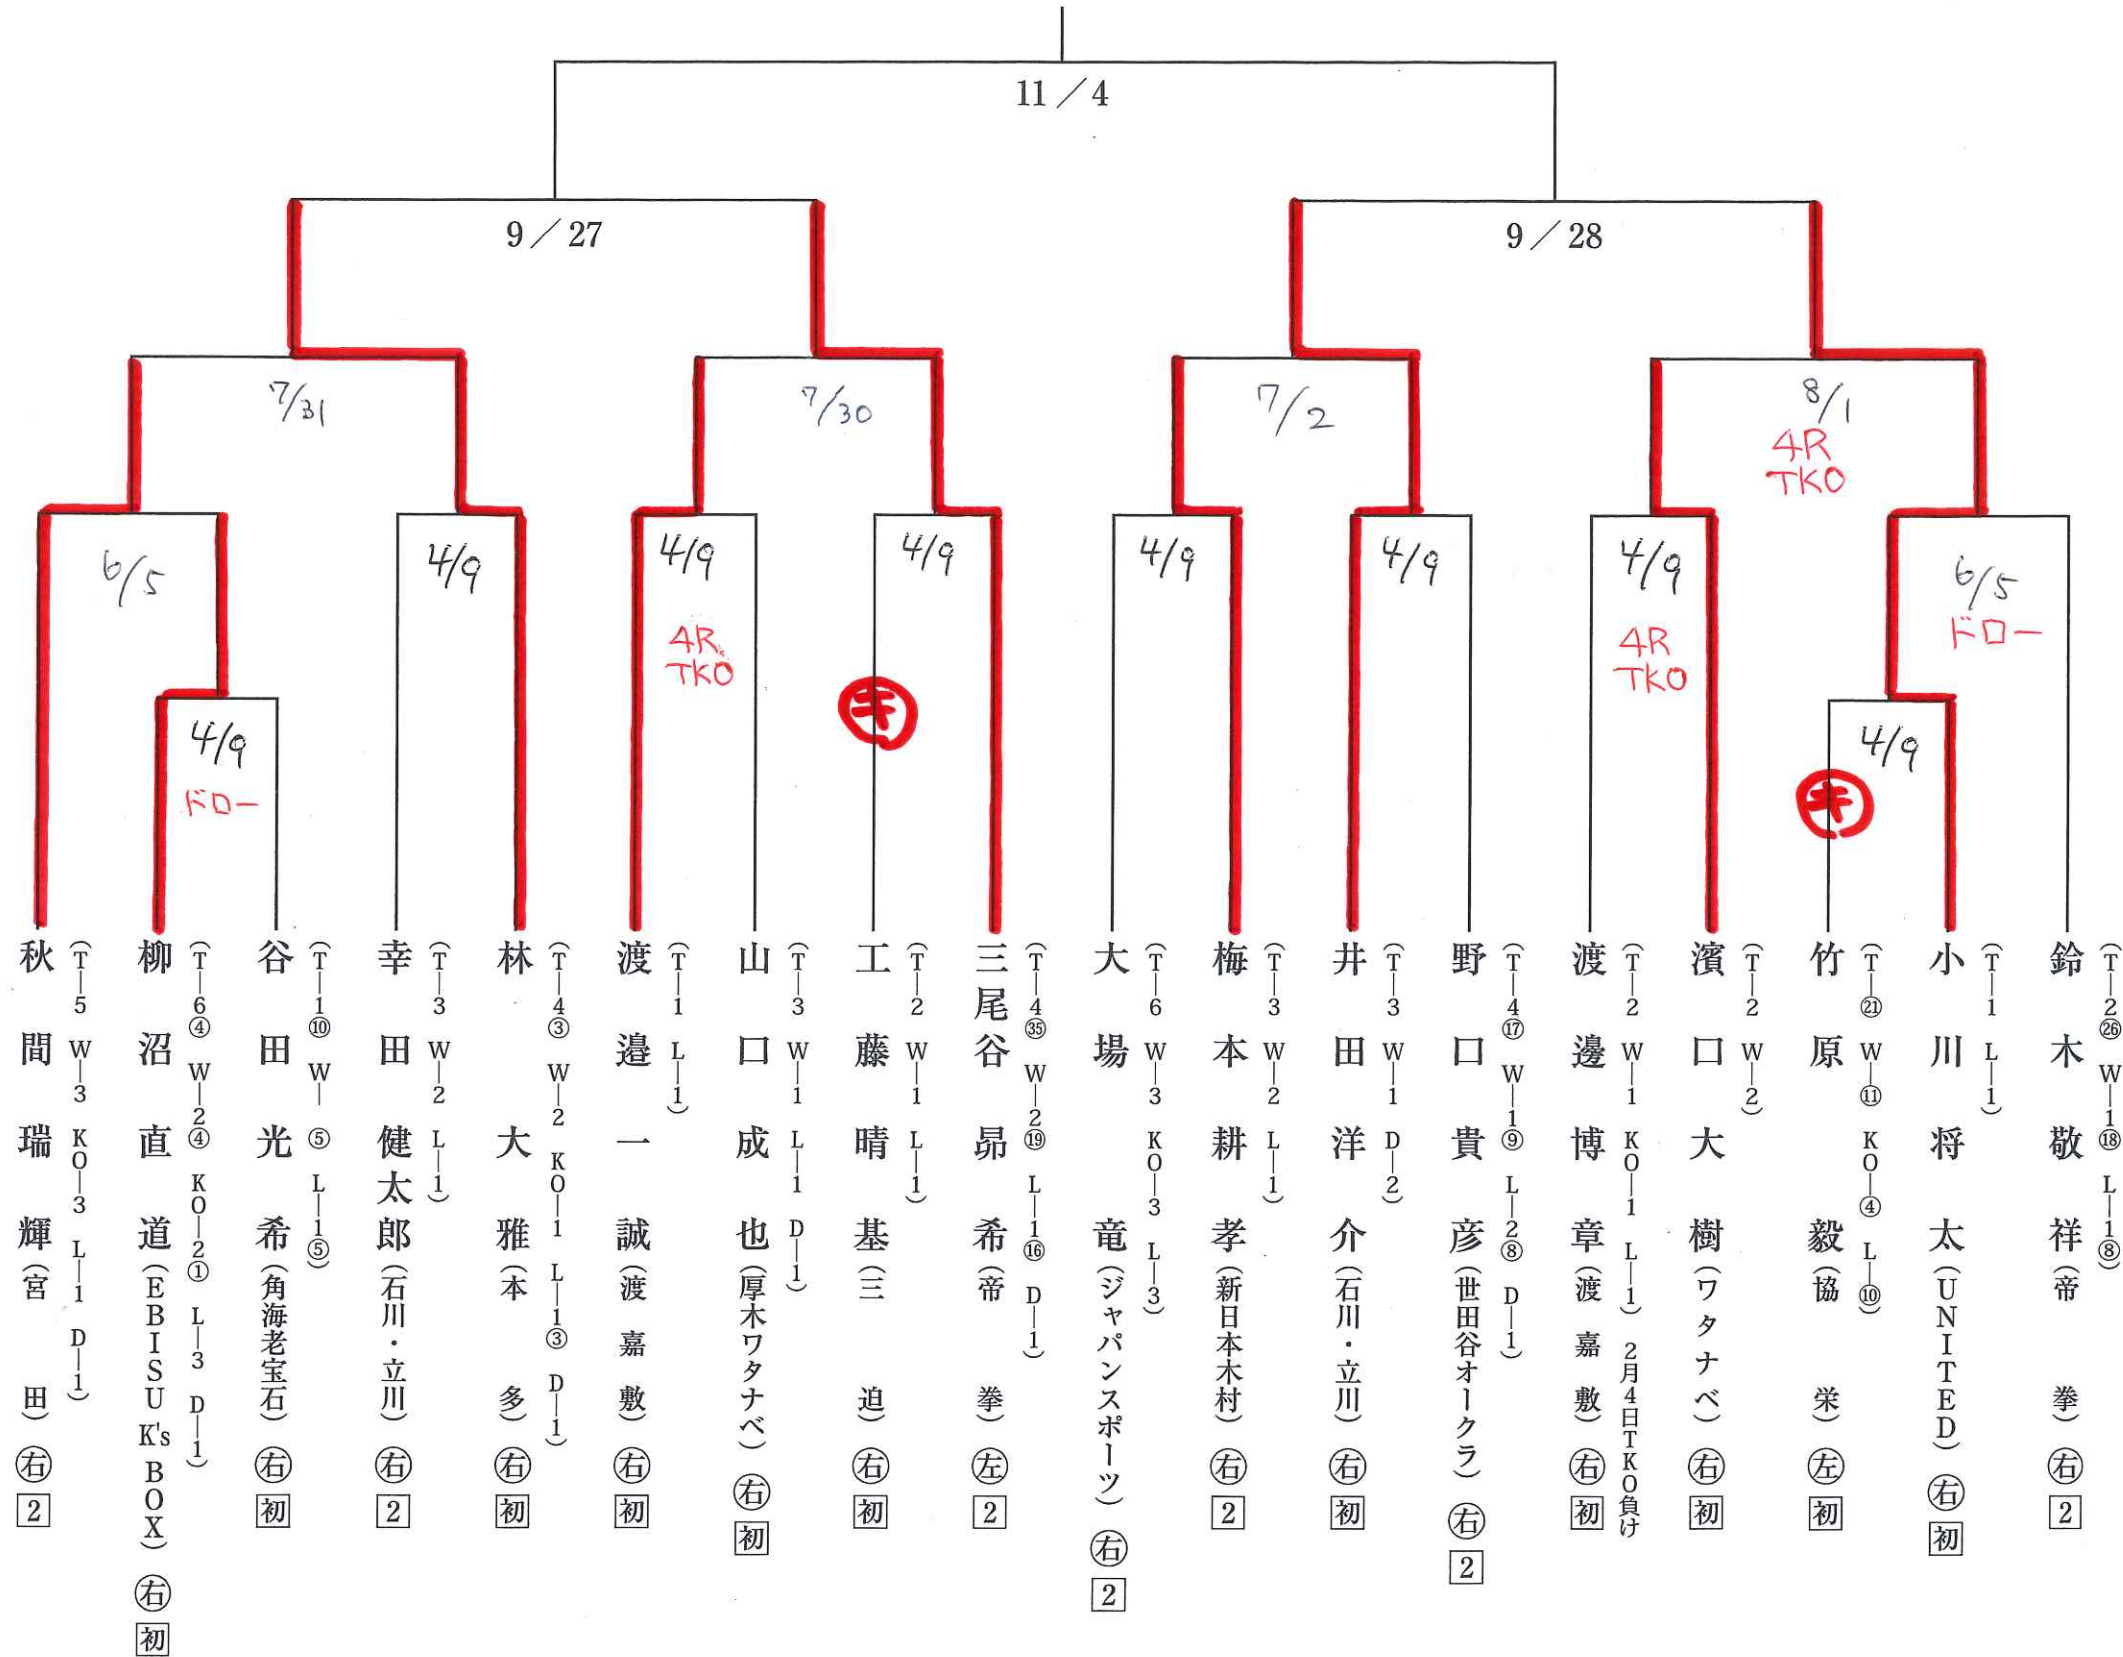 11／4
9／27
9／28
7/31
7/30
7/2
8/1
4R
TKO
6/5
4/9
4/9
4/9
4/9
4/9
4/9
6/5
ドロー
4R
TKO
4R
TKO
キ
4/9
ドロー
4/9
キ
秋間瑞輝（宮田）右 2
（T―5 W―3 KO―3 L―1 D―1）
柳沼直道（EBISU K's BOX）右 初
（T―6④ W―2④ KO―2① L―3 D―1）
谷田光希（角海老宝石）右 初
（T―1⑩ W―⑤ L―1⑤）
幸田健太郎（石川・立川）右 2
（T―3 W―2 L―1）
林大雅（本多）右 初
（T―4③ W―2 KO―1 L―1③ D―1）
渡邉一誠（渡嘉敷）右 初
（T―1 L―1）
山口成也（厚木ワタナベ）右 初
（T―3 W―1 L―1 D―1）
工藤晴基（三迫）右 初
（T―2 W―1 L―1）
三尾谷昴希（帝拳）左 2
（T―4㉟ W―2⑲ L―1⑯ D―1）
大場竜（ジャパンスポーツ）右 2
（T―6 W―3 KO―3 L―3）
梅本耕孝（新日本木村）右 2
（T―3 W―2 L―1）
井田洋介（石川・立川）右 初
（T―3 W―1 D―2）
野口貴彦（世田谷オークラ）右 2
（T―4⑰ W―1⑨ L―2⑧ D―1）
渡邊博章（渡嘉敷）右 初
（T―2 W―1 KO―1 L―1）2月4日TKO負け
濱口大樹（ワタナベ）右 初
（T―2 W―2）
竹原毅（協栄）左 初
（T―㉑ W―⑪ KO―④ L―⑩）
小川将太（UNITED）右 初
（T―1 L―1）
鈴木敬祥（帝拳）右 2
（T―2㉖ W―1⑱ L―1⑧）